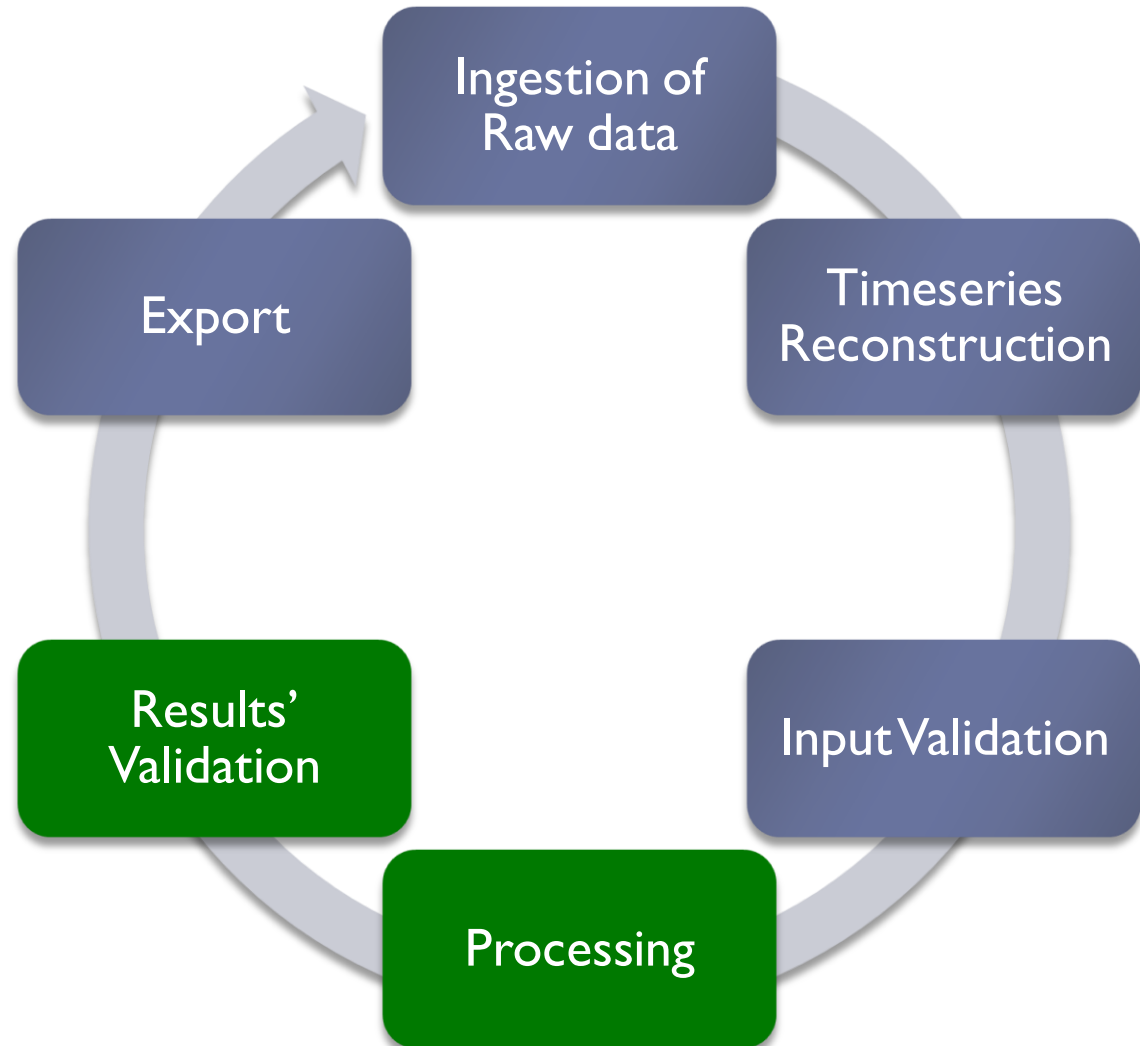 Ingestion of
Raw data
Timeseries
Reconstruction
Input Validation
Processing
Results’
Validation
Export